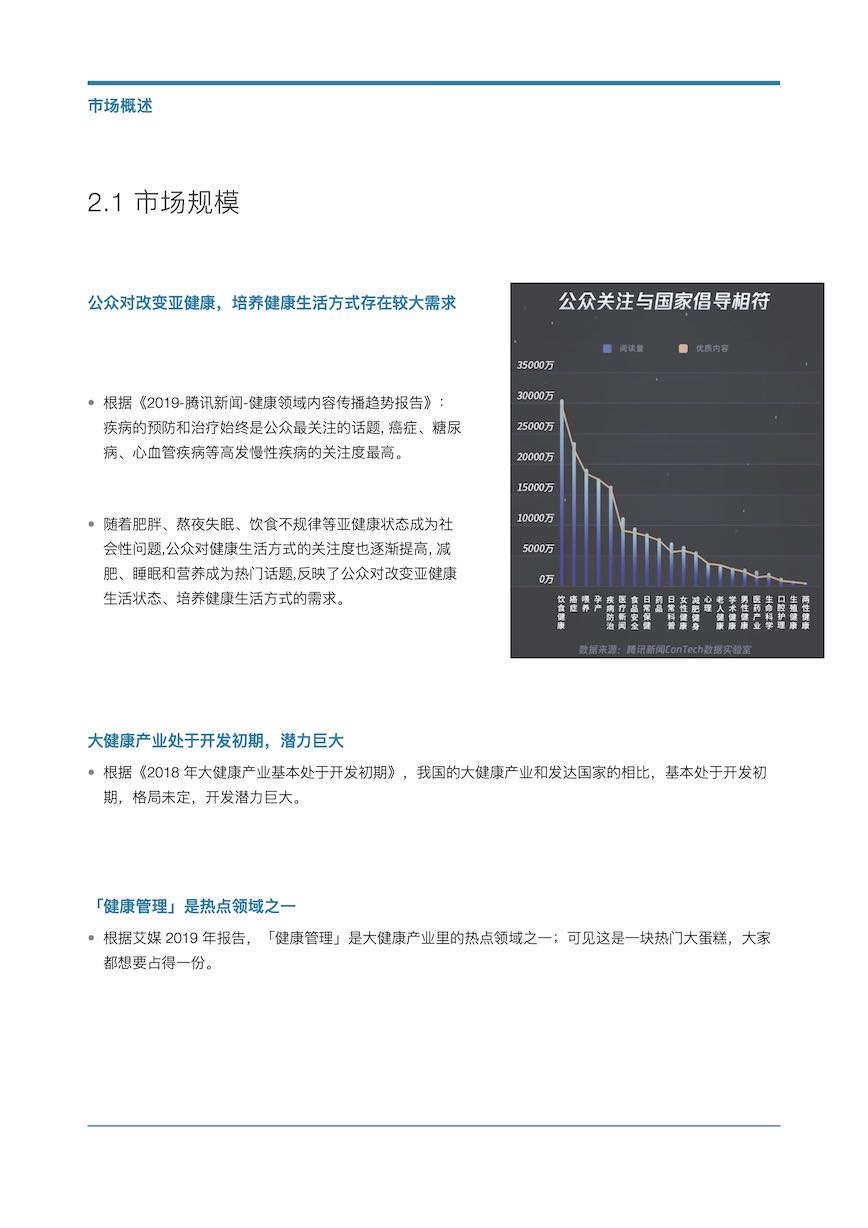 市场概述
2.1 市场规模
公众对改变亚健康，培养健康生活方式存在较大需求
根据《2019-腾讯新闻-健康领域内容传播趋势报告》：
疾病的预防和治疗始终是公众最关注的话题, 癌症、糖尿
病、心血管疾病等高发慢性疾病的关注度最高。
随着肥胖、熬夜失眠、饮食不规律等亚健康状态成为社
会性问题,公众对健康生活方式的关注度也逐渐提高, 减
肥、睡眠和营养成为热门话题,反映了公众对改变亚健康
生活状态、培养健康生活方式的需求。
公众关注与国家倡导相符
阅读量
优质内容
35000万
30000万
25000万
20000万
15000万
10000万
5000万
0万
饮食健康
癌症
喂养
孕产
疾病防治
医疗新闻
食品安全
日常保健
药品
日常科普
女性健康
减肥健身
心理
老人健康
学术健康
男性健康
医药产业
生命科学
口腔护理
生殖健康
两性健康
数据来源：腾讯新闻ConTech数据实验室
大健康产业处于开发初期，潜力巨大
根据《2018 年大健康产业基本处于开发初期》，我国的大健康产业和发达国家的相比，基本处于开发初
期，格局未定，开发潜力巨大。
「健康管理」是热点领域之一
根据艾媒 2019 年报告，「健康管理」是大健康产业里的热点领域之一；可见这是一块热门大蛋糕，大家
都想要占得一份。